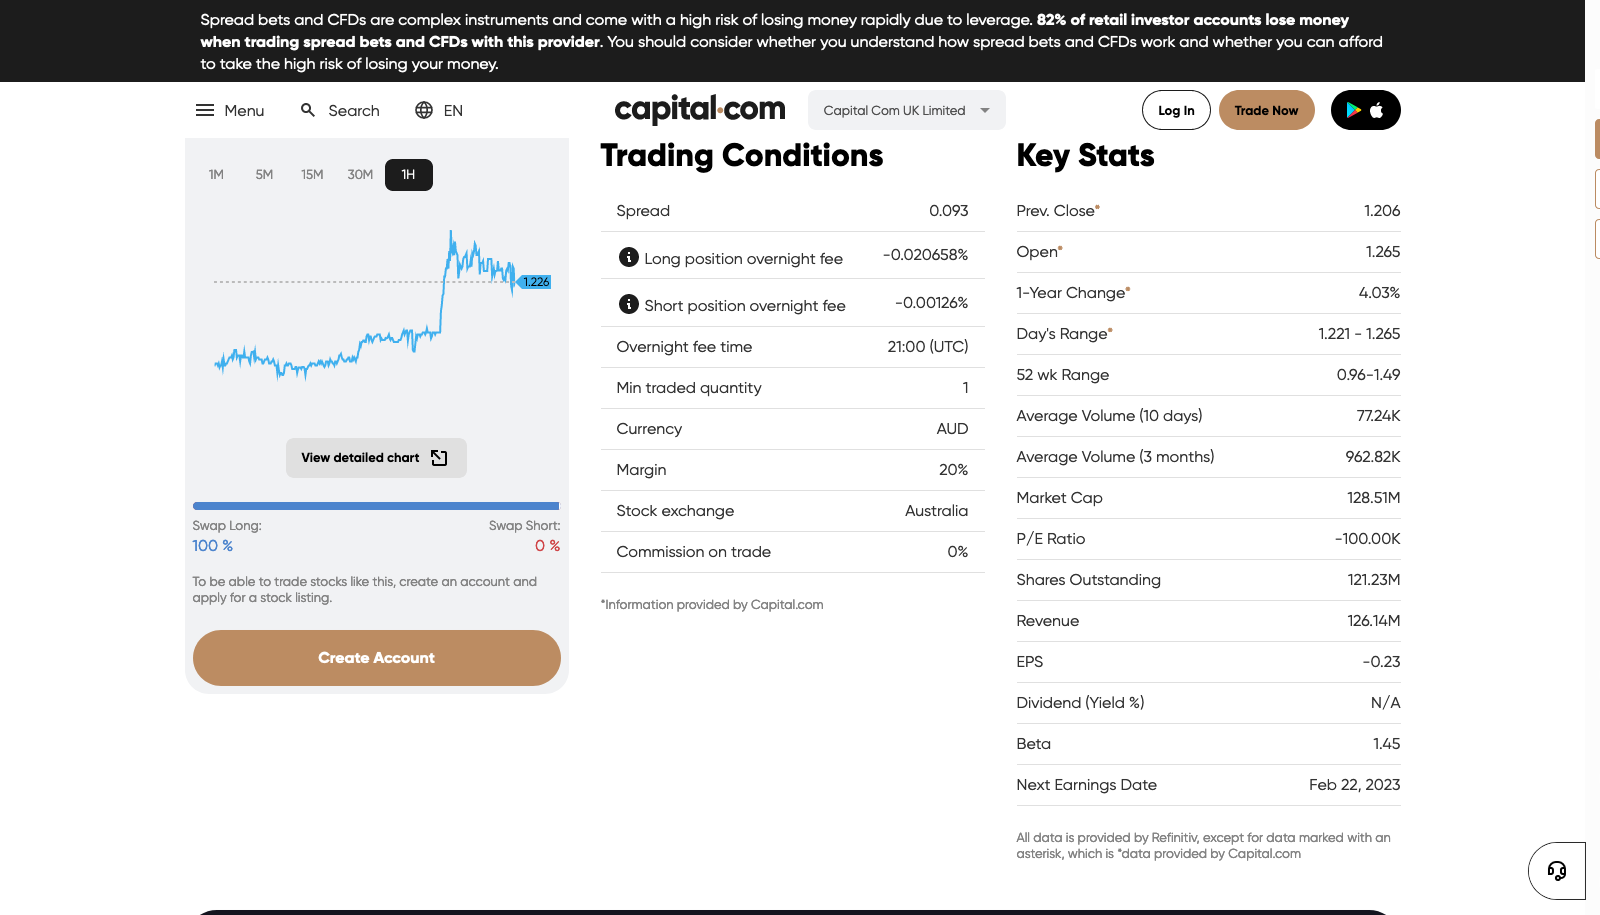 Spread bets and CFDs are complex instruments and come with a high risk of losing money rapidly due to leverage. 82% of retail investor accounts lose money
when trading spread bets and CFDs with this provider. You should consider whether you understand how spread bets and CFDs work and whether you can afford
to take the high risk of losing your money.
Menu
Search
EN
capital.com
Capital Com UK Limited
Log In
Trade Now
1M 5M 15M 30M 1H
1.226
View detailed chart
Swap Long: Swap Short:
100 % 0 %
To be able to trade stocks like this, create an account and
apply for a stock listing.
Create Account
Trading Conditions
Spread 0.093
Long position overnight fee -0.020658%
Short position overnight fee -0.00126%
Overnight fee time 21:00 (UTC)
Min traded quantity 1
Currency AUD
Margin 20%
Stock exchange Australia
Commission on trade 0%
*Information provided by Capital.com
Key Stats
Prev. Close* 1.206
Open* 1.265
1-Year Change* 4.03%
Day's Range* 1.221 - 1.265
52 wk Range 0.96-1.49
Average Volume (10 days) 77.24K
Average Volume (3 months) 962.82K
Market Cap 128.51M
P/E Ratio -100.00K
Shares Outstanding 121.23M
Revenue 126.14M
EPS -0.23
Dividend (Yield %) N/A
Beta 1.45
Next Earnings Date Feb 22, 2023
All data is provided by Refinitiv, except for data marked with an
asterisk, which is *data provided by Capital.com